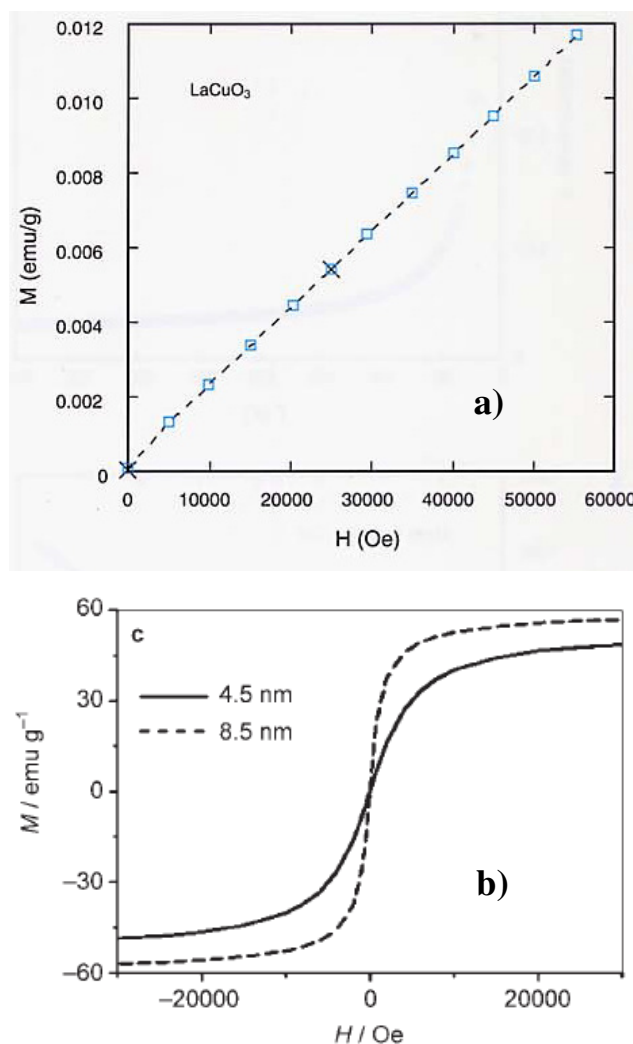 0.012
LaCuO₃
0.010
0.008
0.006
0.004
0.002
0
M (emu/g)
a)
0 10000 20000 30000 40000 50000 60000
H (Oe)
60
30
0
−30
−60
c
4.5 nm
8.5 nm
M / emu g⁻¹
b)
−20000 0 20000
H / Oe